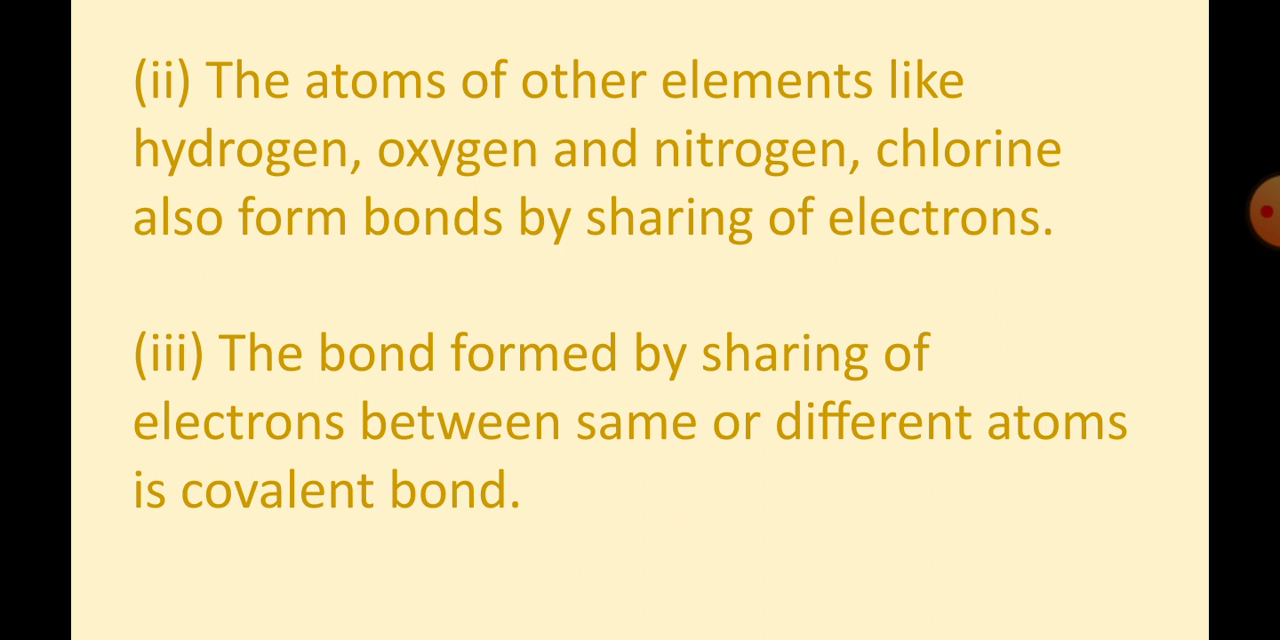 (ii) The atoms of other elements like
hydrogen, oxygen and nitrogen, chlorine
also form bonds by sharing of electrons.
(iii) The bond formed by sharing of
electrons between same or different atoms
is covalent bond.